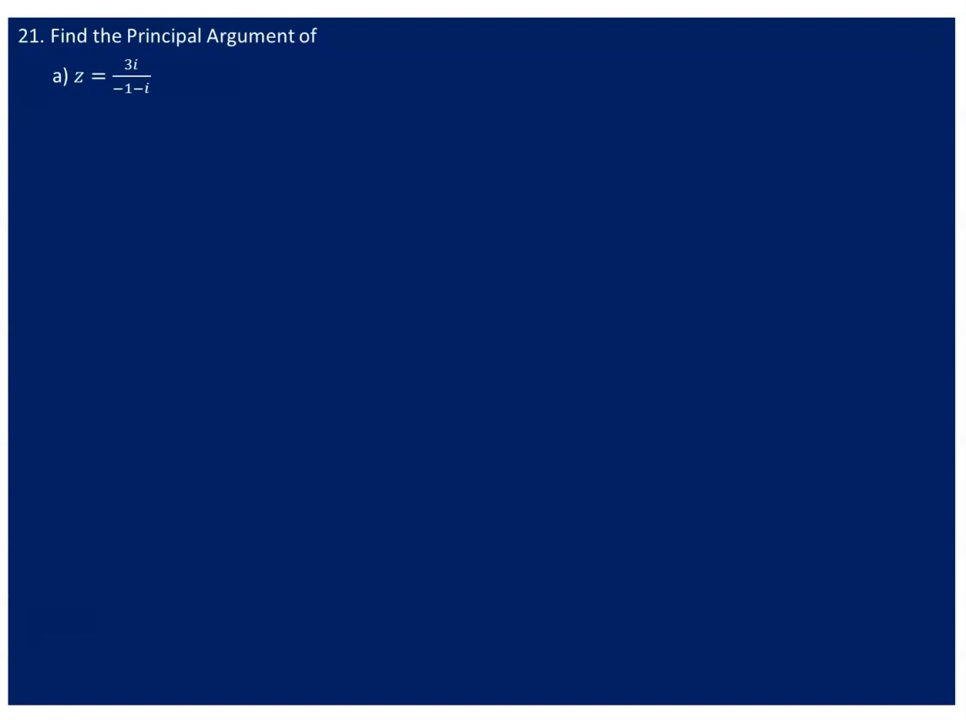 21. Find the Principal Argument of
a) z = 3i / −1−i